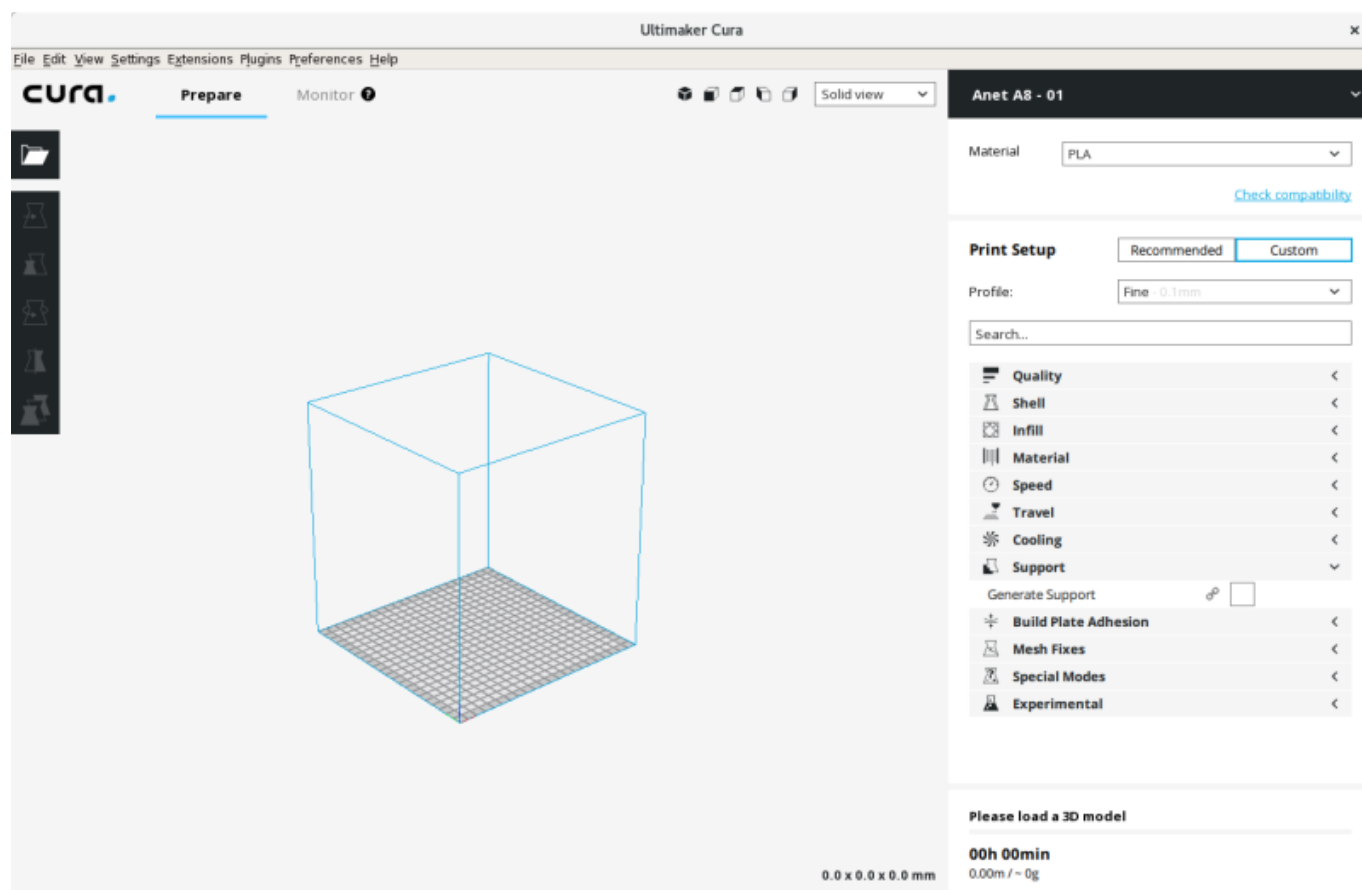 Ultimaker Cura
File Edit View Settings Extensions Plugins Preferences Help
cura.
Prepare
Monitor ?
Solid view
Anet A8 - 01
Material
PLA
Check compatibility
Print Setup
Recommended
Custom
Profile:
Fine - 0.1mm
Search...
Quality
Shell
Infill
Material
Speed
Travel
Cooling
Support
Generate Support
Build Plate Adhesion
Mesh Fixes
Special Modes
Experimental
Please load a 3D model
00h 00min
0.00m / ~ 0g
0.0 x 0.0 x 0.0 mm